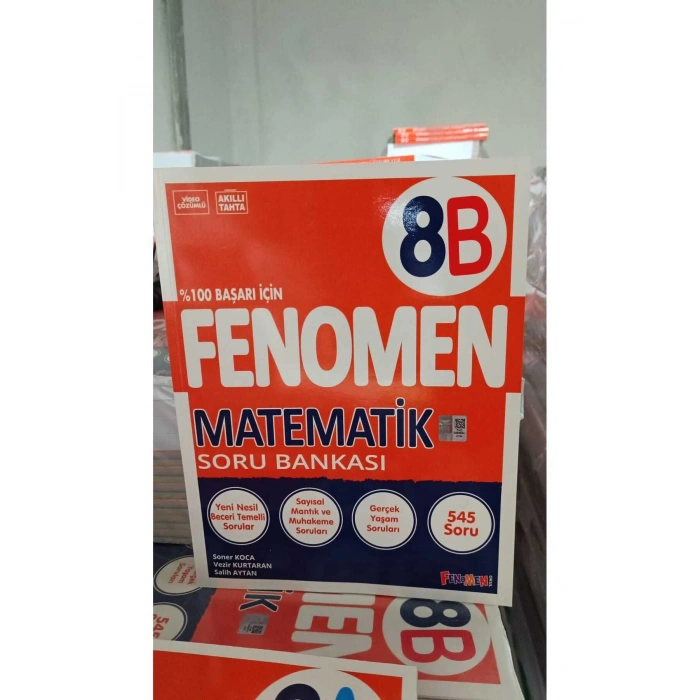 VİDEO
ÇÖZÜMLÜ
AKILLI
TAHTA
8B
%100 BAŞARI İÇİN
FENOMEN
MATEMATİK
SORU BANKASI
Yeni Nesil
Beceri Temelli
Sorular
Sayısal
Mantık ve
Muhakeme
Soruları
Gerçek
Yaşam
Soruları
545
Soru
Soner KOCA
Vezir KURTARAN
Salih AYTAN
FENOMEN
8B